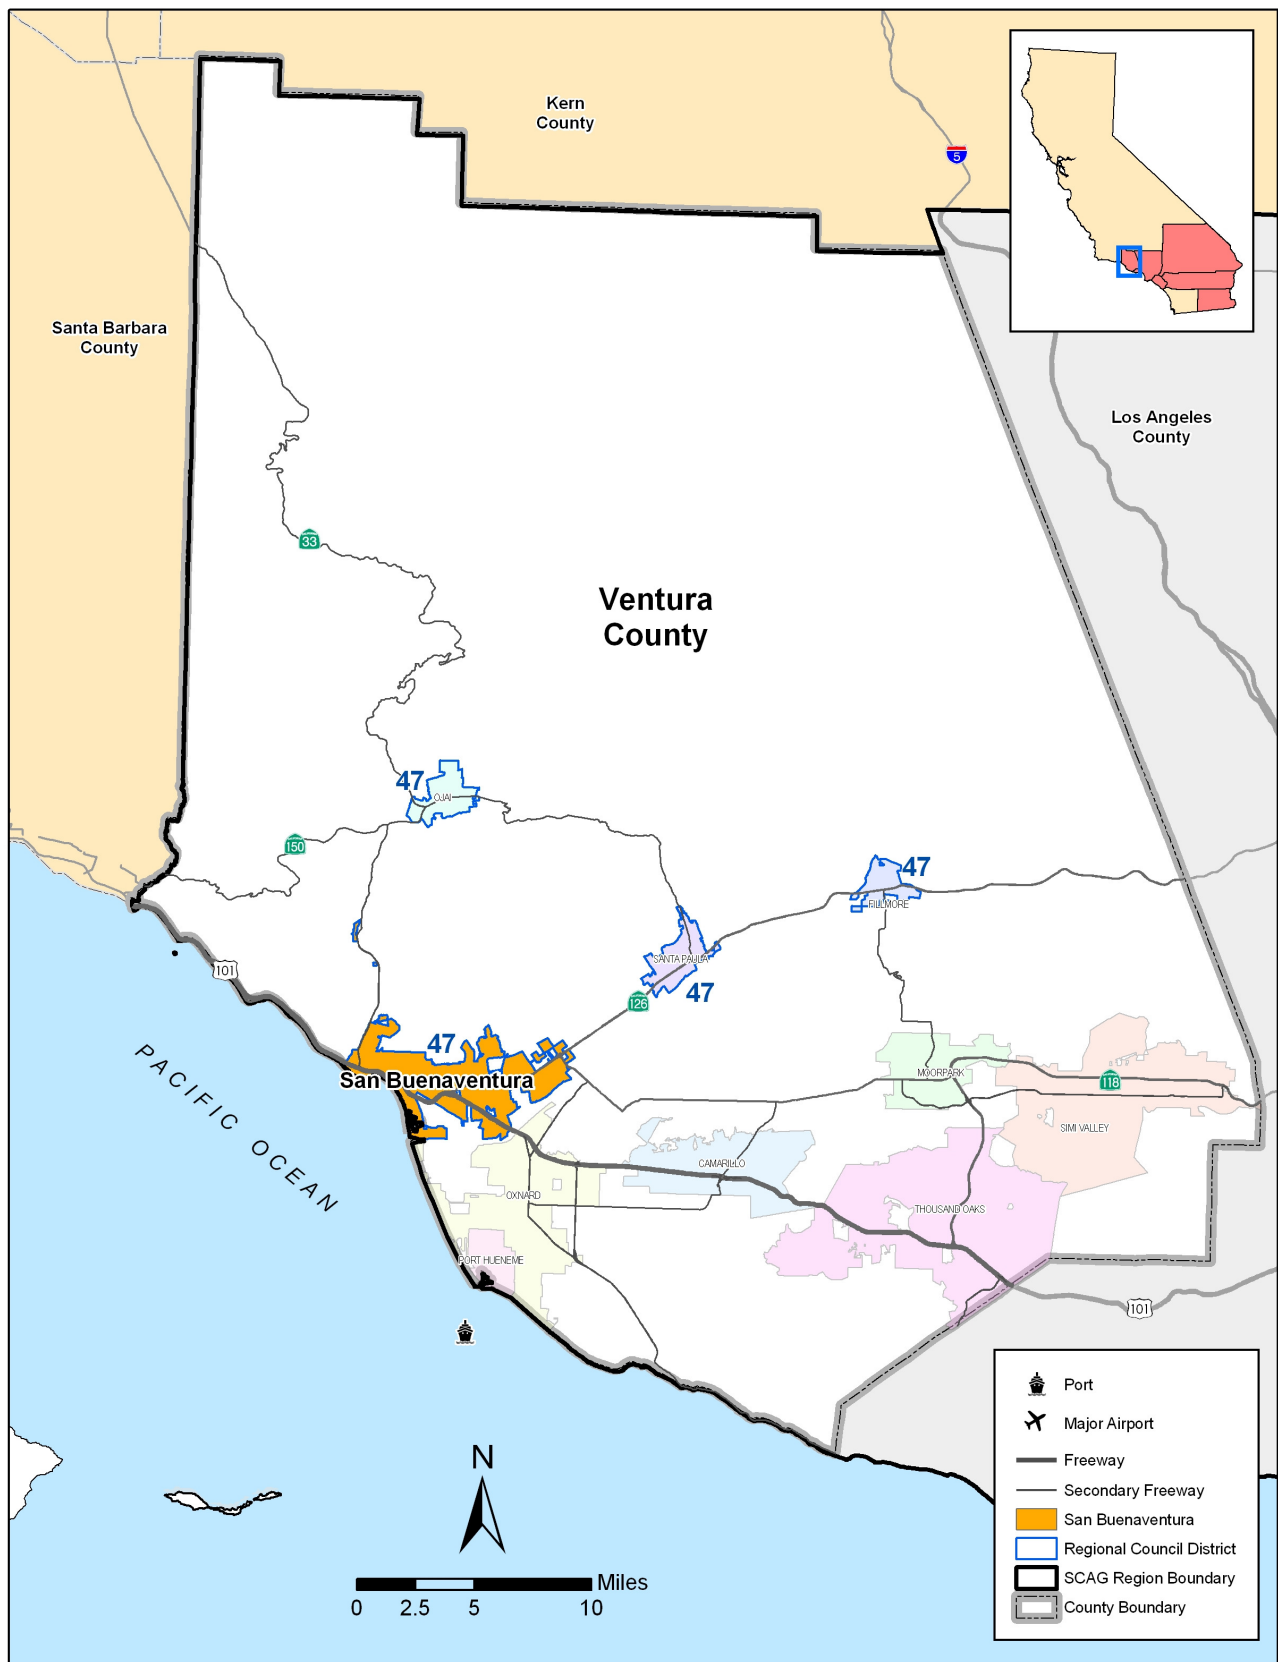 Kern
County
5
Santa Barbara
County
Los Angeles
County
33
Ventura
County
47
OJAI
150
47
FILLMORE
SANTA PAULA
47
101
126
47
San Buenaventura
MOORPARK
118
SIMI VALLEY
CAMARILLO
OXNARD
THOUSAND OAKS
PORT HUENEME
PACIFIC OCEAN
101
Port
Major Airport
Freeway
Secondary Freeway
San Buenaventura
Regional Council District
SCAG Region Boundary
County Boundary
N
Miles
0 2.5 5 10